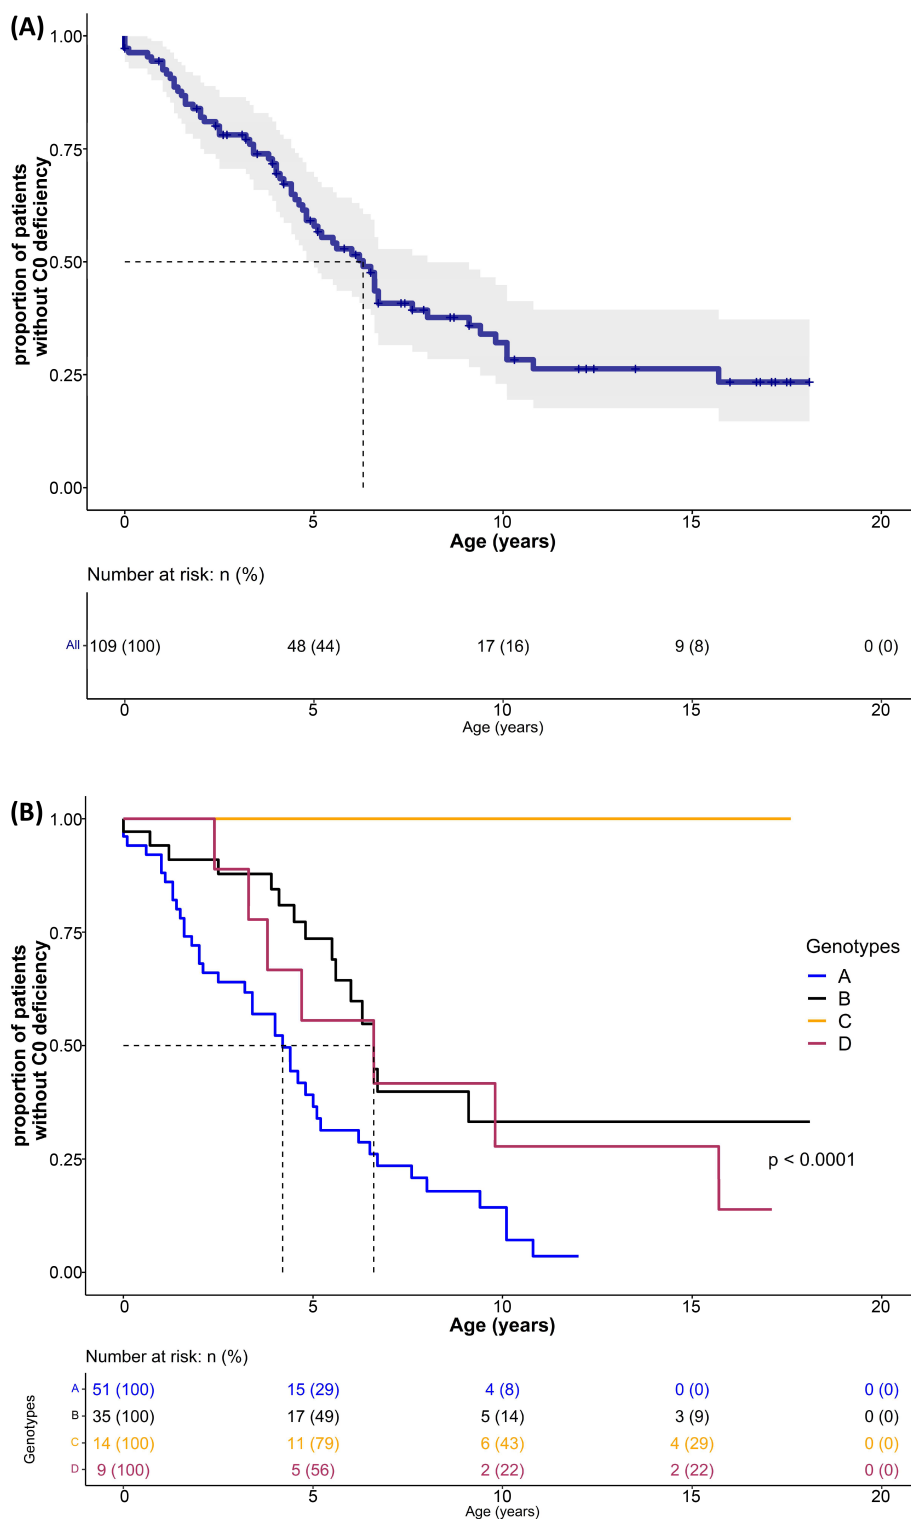 (A)
1.00
0.75
0.50
0.25
0.00
proportion of patients
without C0 deficiency
0 5 10 15 20
Age (years)
Number at risk: n (%)
All 109 (100) 48 (44) 17 (16) 9 (8) 0 (0)
0 5 10 15 20
Age (years)
(B)
1.00
0.75
0.50
0.25
0.00
proportion of patients
without C0 deficiency
Genotypes
A
B
C
D
p < 0.0001
0 5 10 15 20
Age (years)
Number at risk: n (%)
Genotypes
A 51 (100) 15 (29) 4 (8) 0 (0) 0 (0)
B 35 (100) 17 (49) 5 (14) 3 (9) 0 (0)
C 14 (100) 11 (79) 6 (43) 4 (29) 0 (0)
D 9 (100) 5 (56) 2 (22) 2 (22) 0 (0)
0 5 10 15 20
Age (years)